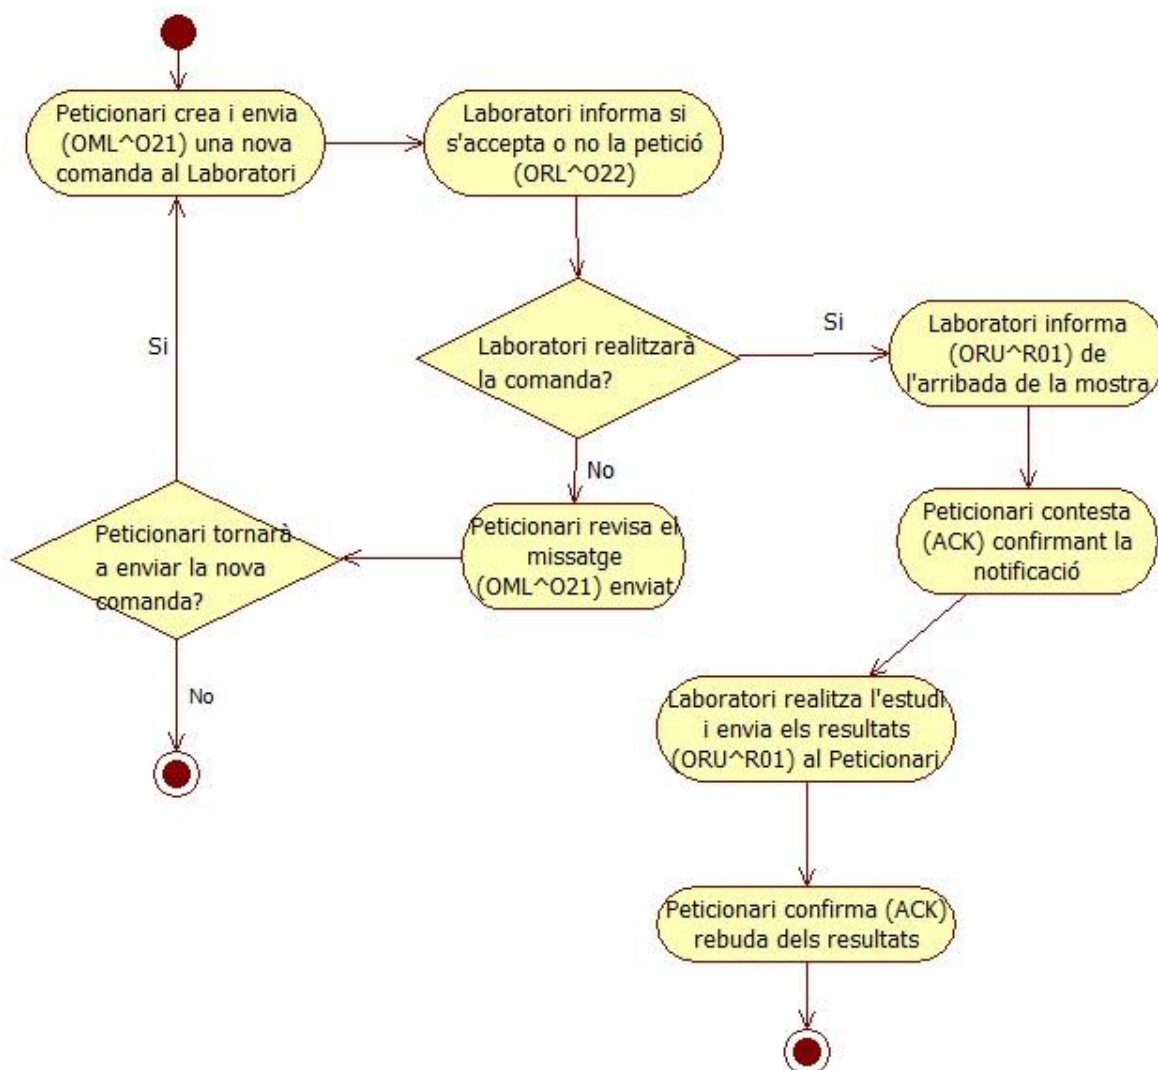 Peticionari crea i envia
(OML^O21) una nova
comanda al Laboratori
Laboratori informa si
s'accepta o no la petició
(ORL^O22)
Laboratori realitzarà
la comanda?
Si
Laboratori informa
(ORU^R01) de
l'arribada de la mostra
No
Peticionari revisa el
missatge
(OML^O21) enviat
Peticionari tornarà
a enviar la nova
comanda?
Si
No
Peticionari contesta
(ACK) confirmant la
notificació
Laboratori realitza l'estudi
i envia els resultats
(ORU^R01) al Peticionari
Peticionari confirma (ACK)
rebuda dels resultats